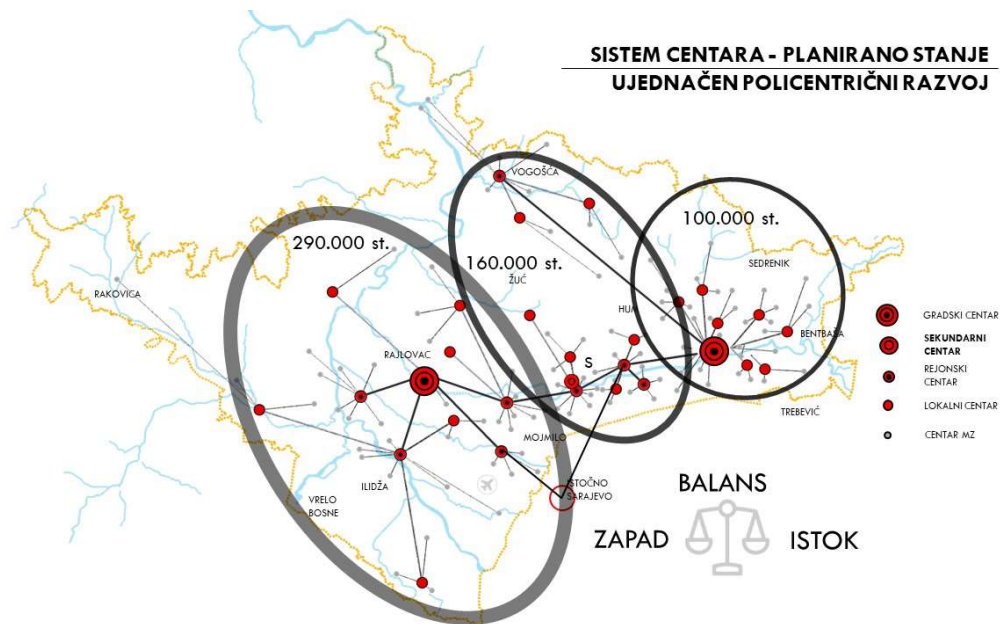 SISTEM CENTARA - PLANIRANO STANJE
UJEDNAČEN POLICENTRIČNI RAZVOJ
VOGOŠĆA
100.000 st.
290.000 st.
160.000 st.
ŽUČ
SEDRENIK
RAKOVICA
HUM
BENTBAŠA
RAJLOVAC
S
TREBEVIĆ
MOJMILO
ILIDŽA
VRELO
BOSNE
ISTOČNO
SARAJEVO
GRADSKI CENTAR
SEKUNDARNI
CENTAR
REJONSKI
CENTAR
LOKALNI CENTAR
CENTAR MZ
BALANS
ZAPAD
ISTOK